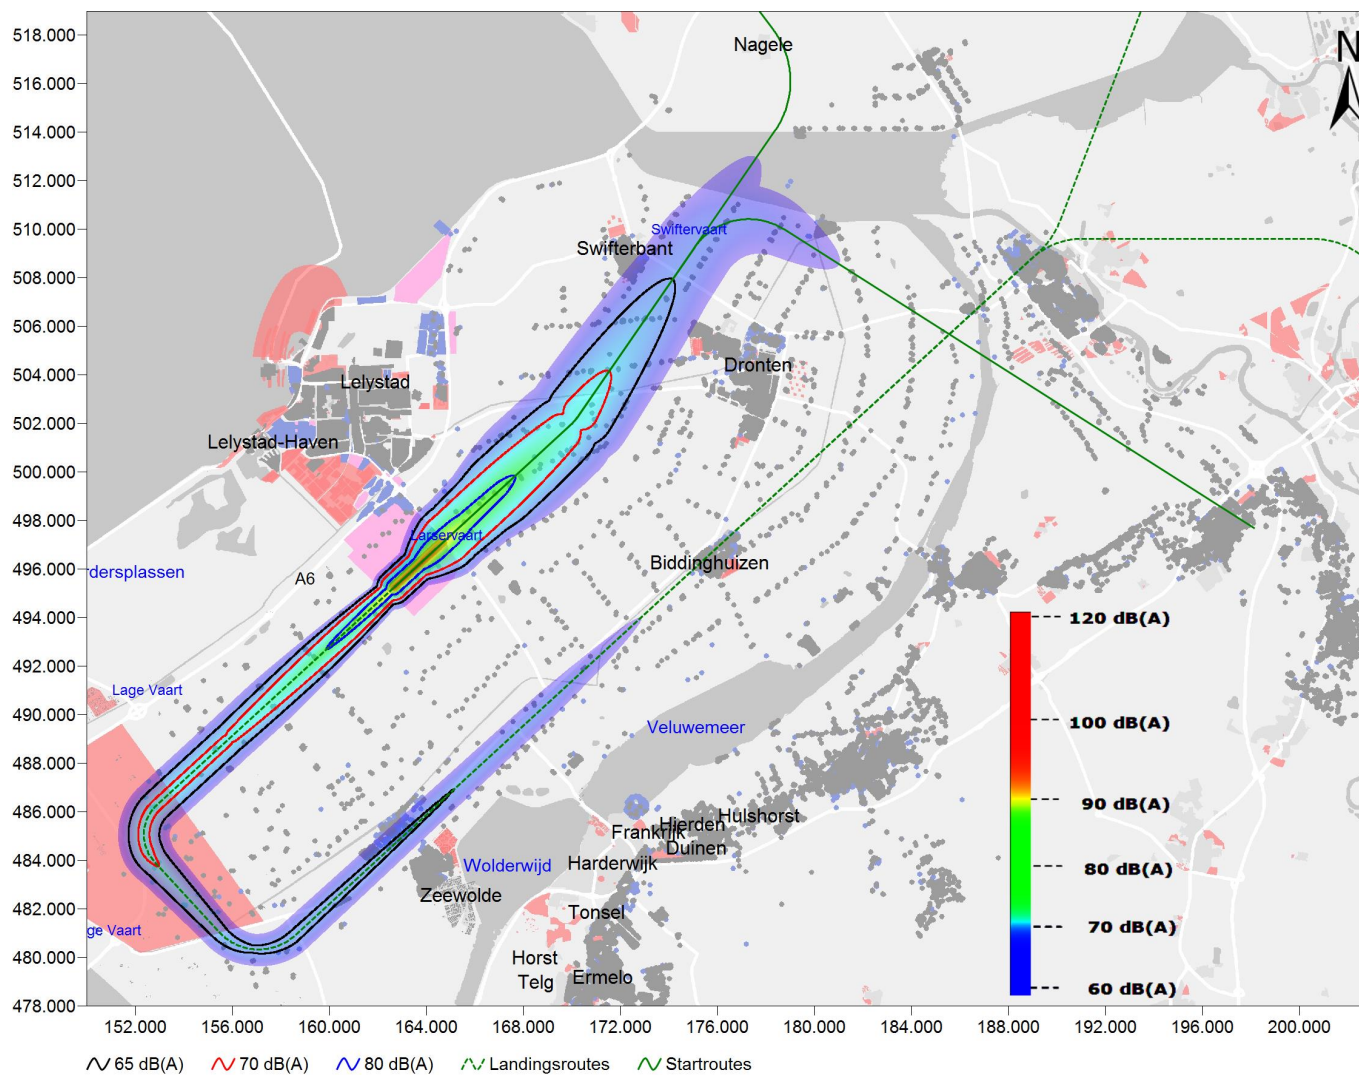 518.000
Nagele
N
516.000
514.000
512.000
510.000
Swiftervaart
Swifterbant
508.000
506.000
504.000
Lelystad
Dronten
502.000
Lelystad-Haven
500.000
498.000
Larservaart
496.000
dersplassen
A6
Biddinghuizen
494.000
120 dB(A)
492.000
Lage Vaart
490.000
Veluwemeer
100 dB(A)
488.000
486.000
90 dB(A)
Hulshorst
Hierden
Frankrijk
Duinen
484.000
Wolderwijd
Harderwijk
80 dB(A)
Zeewolde
482.000
Tonsel
70 dB(A)
ge Vaart
480.000
Horst
Telg
Ermelo
60 dB(A)
478.000
152.000 156.000 160.000 164.000 168.000 172.000 176.000 180.000 184.000 188.000 192.000 196.000 200.000
65 dB(A) 70 dB(A) 80 dB(A) Landingsroutes Startroutes